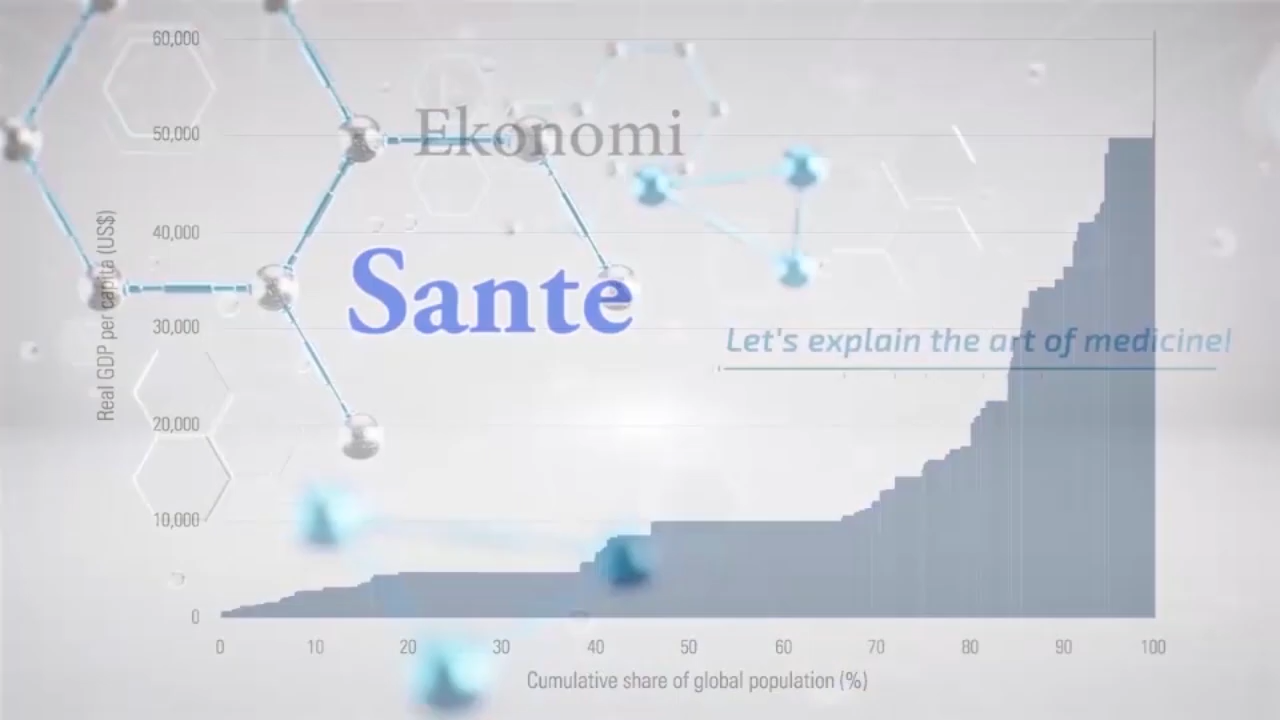 60,000
Ekonomi
50,000
40,000
Sante
30,000
Let's explain the art of medicine!
Real GDP per capita (US$)
20,000
10,000
0
0 10 20 30 40 50 60 70 80 90 100
Cumulative share of global population (%)